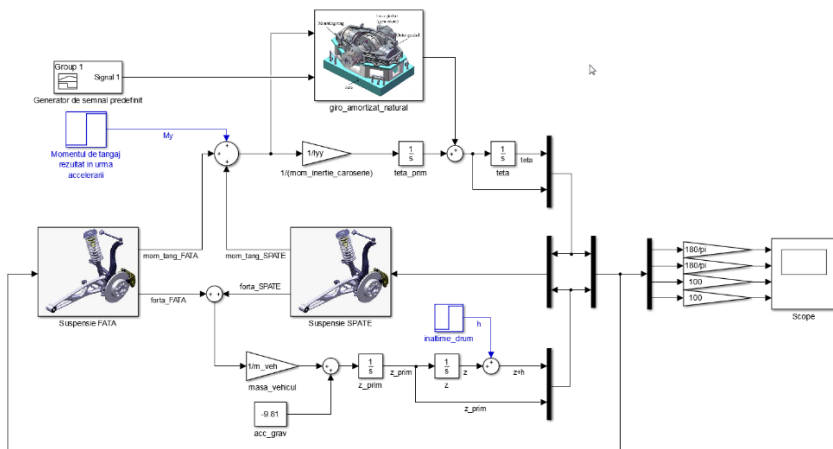 Group 1
Signal 1
Generator de semnal predefinit
giro_amortizat_natural
My
Momentul de tangaj
rezultat in urma
accelerarii
1/Iyy
1/(mom_inertie_caroserie)
1
s
teta_prim
1
s
teta
teta
mom_tang_FATA
mom_tang_SPATE
forta_FATA
forta_SPATE
Suspensie FATA
Suspensie SPATE
180/pi
180/pi
100
100
Scope
inaltime_drum
h
1/m_veh
masa_vehicul
1
s
z_prim
z_prim
1
s
z
z
z+h
z_prim
-9.81
acc_grav